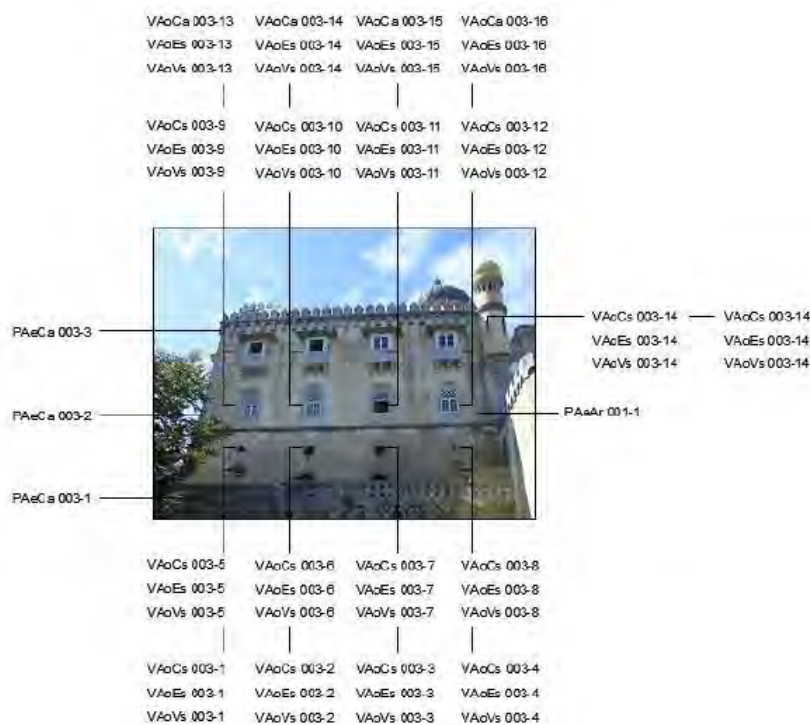 VAoCa 003-13 VAoCa 003-14 VAoCa 003-15 VAoCa 003-16
VAoEs 003-13 VAoEs 003-14 VAoEs 003-15 VAoEs 003-16
VAoVs 003-13 VAoVs 003-14 VAoVs 003-15 VAoVs 003-16
VAoCs 003-9 VAoCs 003-10 VAoCs 003-11 VAoCs 003-12
VAoEs 003-9 VAoEs 003-10 VAoEs 003-11 VAoEs 003-12
VAoVs 003-9 VAoVs 003-10 VAoVs 003-11 VAoVs 003-12
VAoCs 003-14 VAoCs 003-14
PAeCa 003-3
VAoEs 003-14 VAoEs 003-14
VAoVs 003-14 VAoVs 003-14
PAeCa 003-2 PAeAr 001-1
PAeCa 003-1
VAoCs 003-5 VAoCs 003-6 VAoCs 003-7 VAoCs 003-8
VAoEs 003-5 VAoEs 003-6 VAoEs 003-7 VAoEs 003-8
VAoVs 003-5 VAoVs 003-6 VAoVs 003-7 VAoVs 003-8
VAoCs 003-1 VAoCs 003-2 VAoCs 003-3 VAoCs 003-4
VAoEs 003-1 VAoEs 003-2 VAoEs 003-3 VAoEs 003-4
VAoVs 003-1 VAoVs 003-2 VAoVs 003-3 VAoVs 003-4